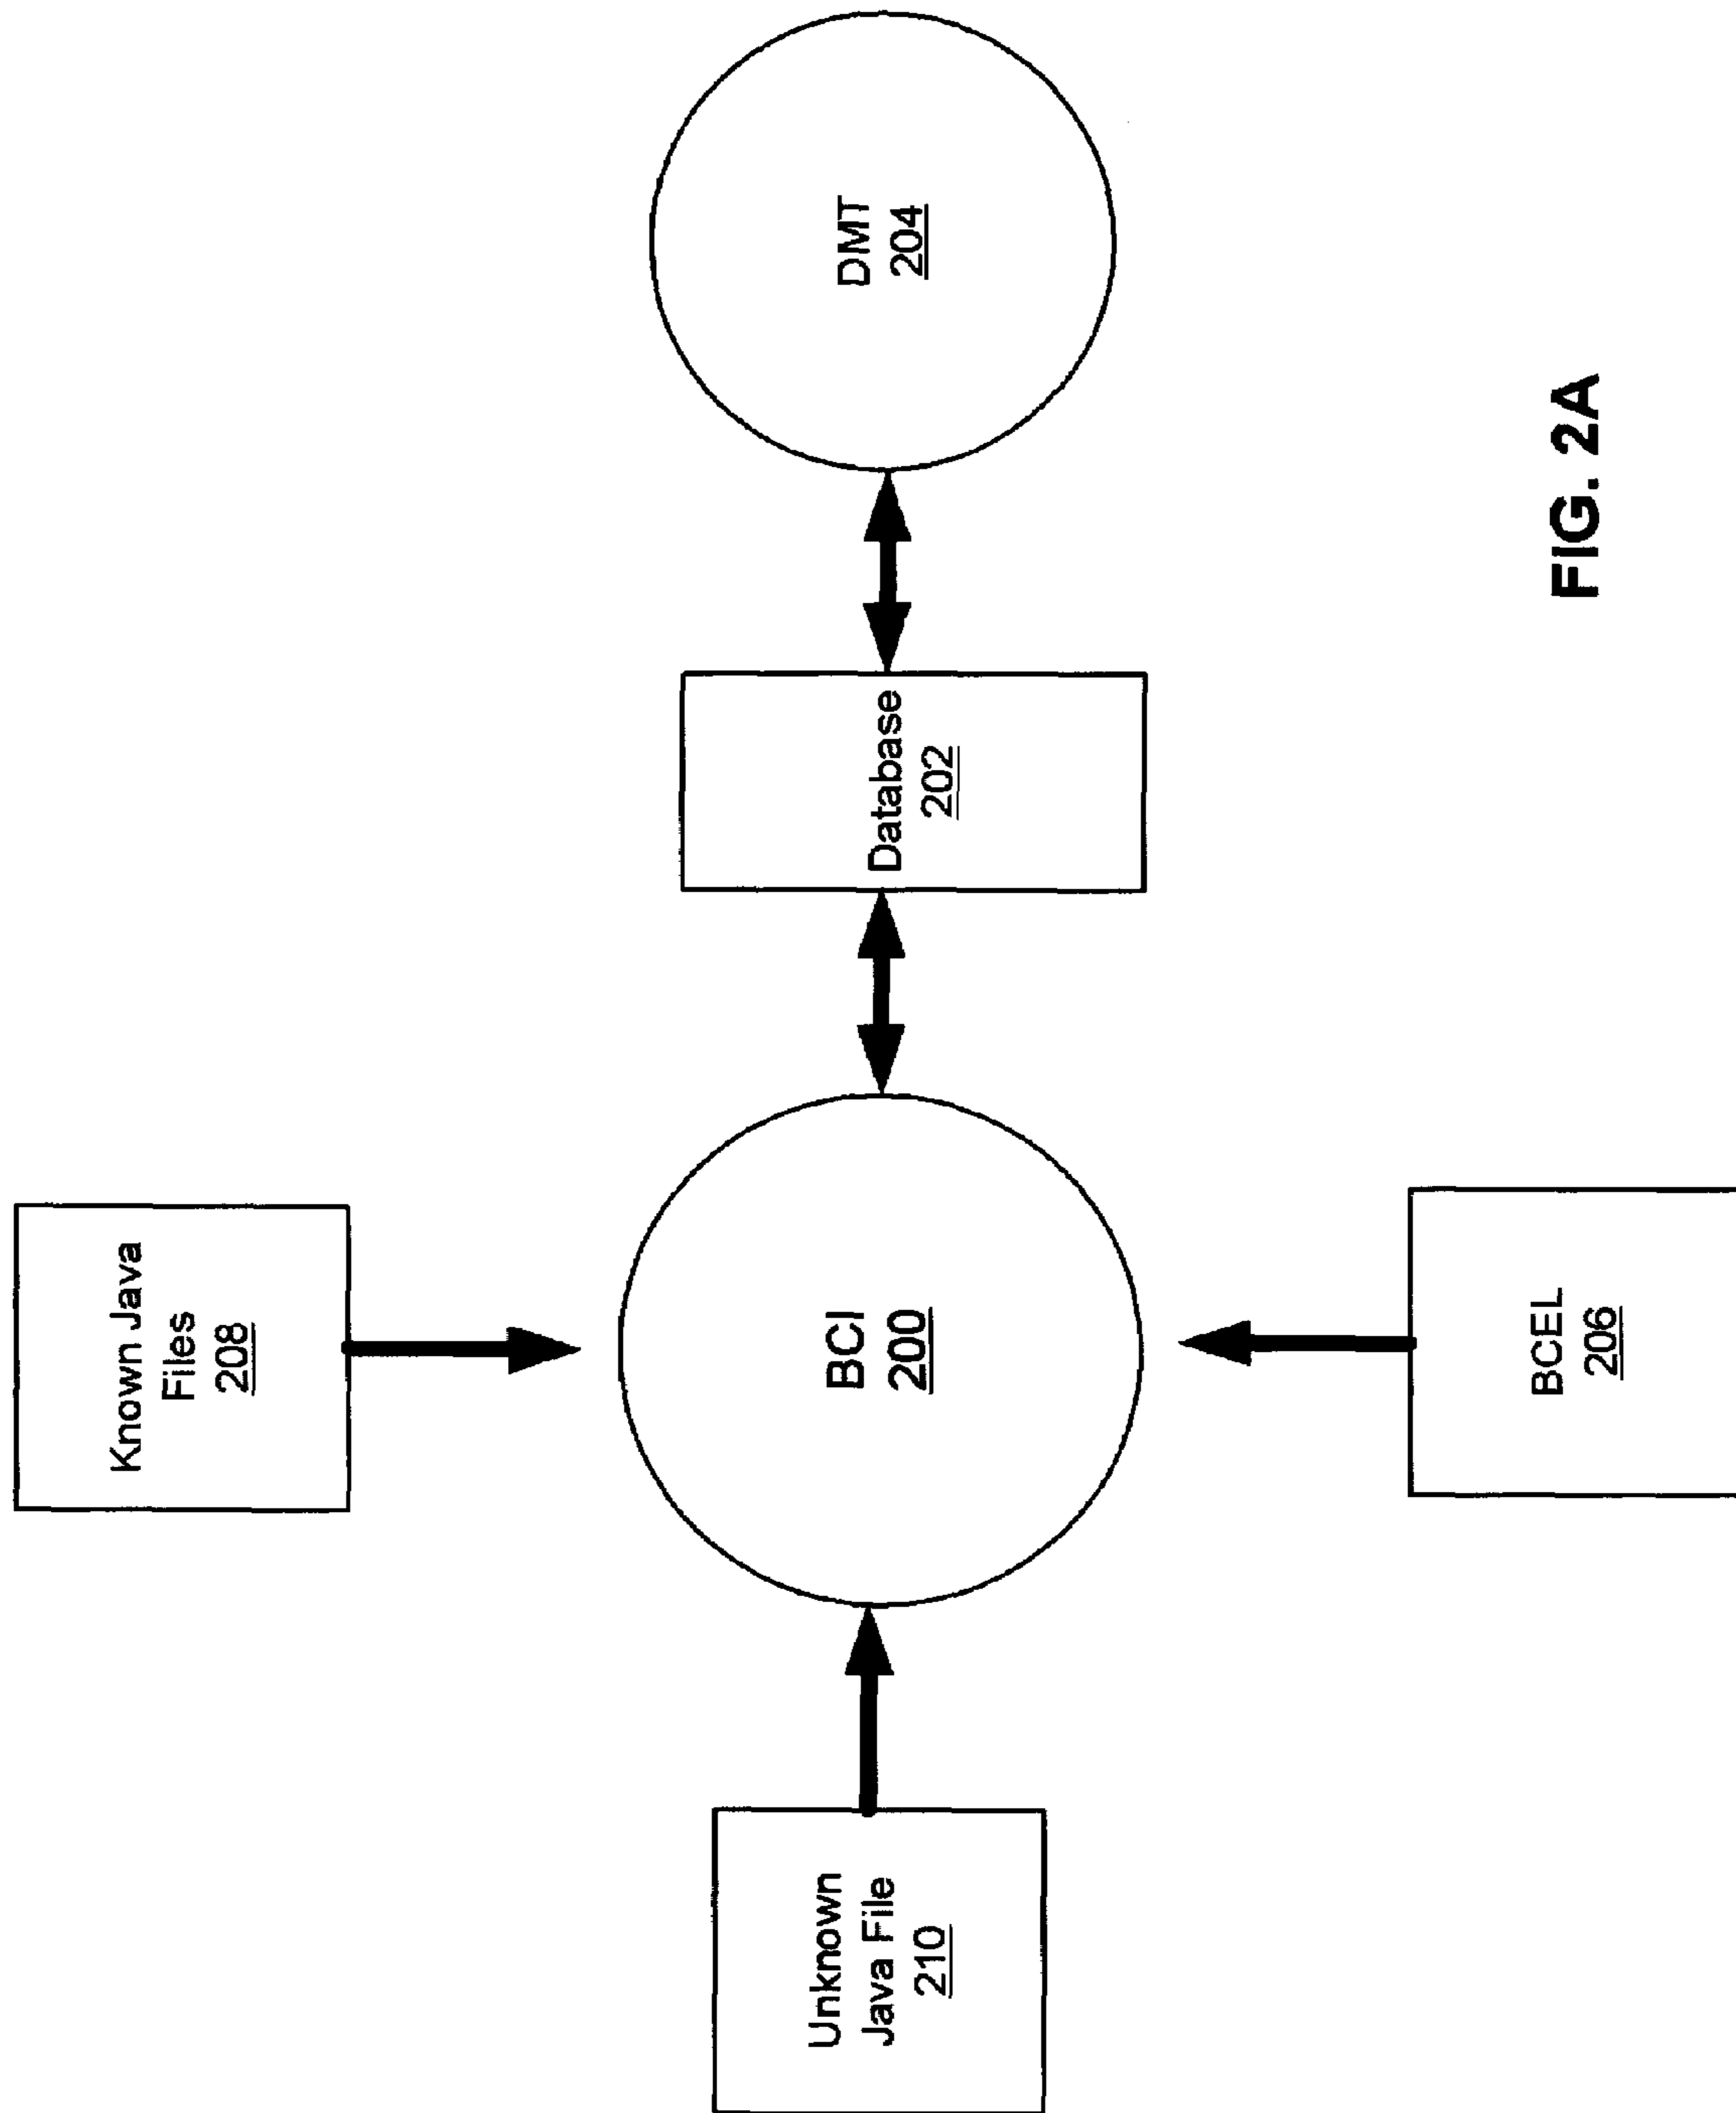 Known Java
Files
208
Unknown
Java File
210
BCI
200
Database
202
DMT
204
BCEL
206
FIG. 2A